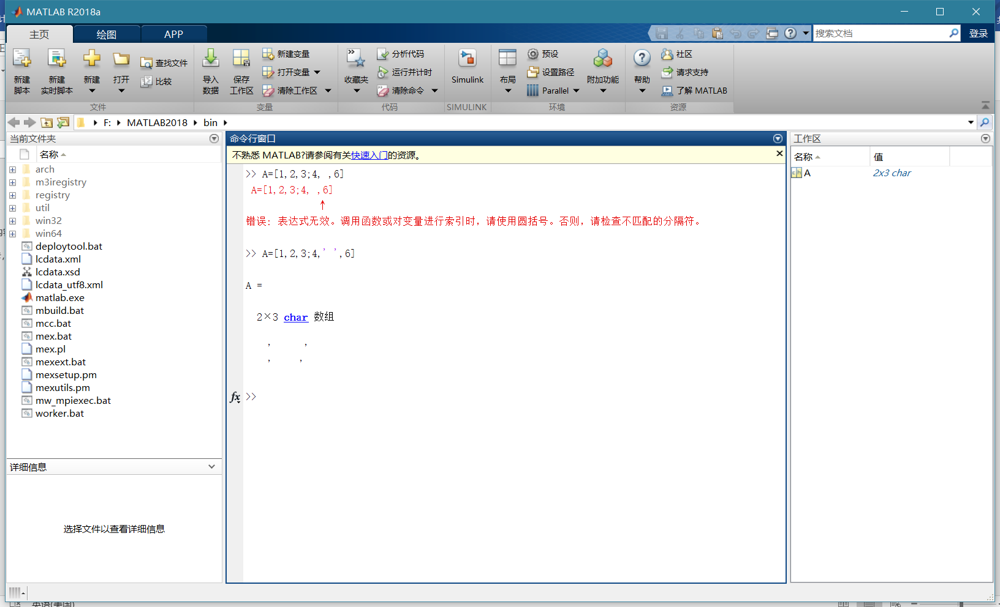 MATLAB R2018a
主页 绘图 APP
搜索文档 登录
新建 脚本
新建 实时脚本
新建
打开
查找文件
比较
文件
导入 数据
保存 工作区
新建变量
打开变量
清除工作区
变量
收藏夹
分析代码
运行并计时
清除命令
代码
Simulink
SIMULINK
布局
预设
设置路径
Parallel
附加功能
环境
帮助
社区
请求支持
了解 MATLAB
资源
F: MATLAB2018 bin
当前文件夹
名称
arch
m3iregistry
registry
util
win32
win64
deploytool.bat
lcdata.xml
lcdata.xsd
lcdata_utf8.xml
matlab.exe
mbuild.bat
mcc.bat
mex.bat
mex.pl
mexext.bat
mexsetup.pm
mexutils.pm
mw_mpiexec.bat
worker.bat
详细信息
选择文件以查看详细信息
命令行窗口
不熟悉 MATLAB?请参阅有关快速入门的资源。
>> A=[1,2,3;4, ,6]
A=[1,2,3;4, ,6]
↑
错误: 表达式无效。调用函数或对变量进行索引时，请使用圆括号。否则，请检查不匹配的分隔符。
>> A=[1,2,3;4,' ',6]
A =
2×3 char 数组
' '
' '
fx >>
工作区
名称 值
A 2x3 char
英语(美国)